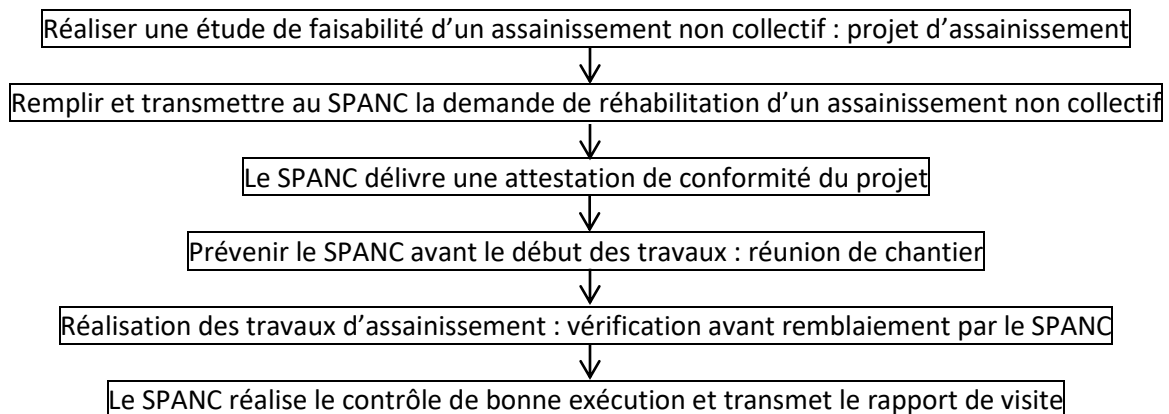 Réaliser une étude de faisabilité d’un assainissement non collectif : projet d’assainissement
Remplir et transmettre au SPANC la demande de réhabilitation d’un assainissement non collectif
Le SPANC délivre une attestation de conformité du projet
Prévenir le SPANC avant le début des travaux : réunion de chantier
Réalisation des travaux d’assainissement : vérification avant remblaiement par le SPANC
Le SPANC réalise le contrôle de bonne exécution et transmet le rapport de visite